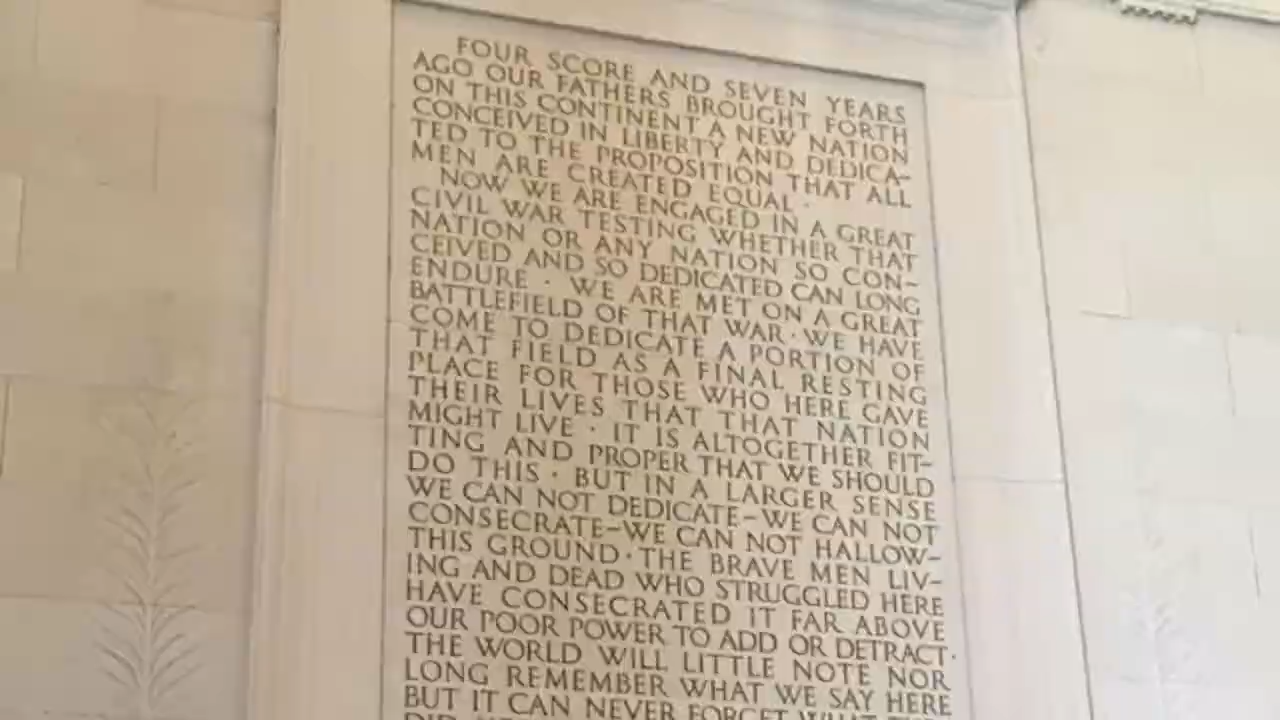 FOUR SCORE AND SEVEN YEARS
AGO OUR FATHERS BROUGHT FORTH
ON THIS CONTINENT A NEW NATION
CONCEIVED IN LIBERTY AND DEDICA-
TED TO THE PROPOSITION THAT ALL
MEN ARE CREATED EQUAL ·
NOW WE ARE ENGAGED IN A GREAT
CIVIL WAR TESTING WHETHER THAT
NATION OR ANY NATION SO CON-
CEIVED AND SO DEDICATED CAN LONG
ENDURE · WE ARE MET ON A GREAT
BATTLEFIELD OF THAT WAR · WE HAVE
COME TO DEDICATE A PORTION OF
THAT FIELD AS A FINAL RESTING
PLACE FOR THOSE WHO HERE GAVE
THEIR LIVES THAT THAT NATION
MIGHT LIVE · IT IS ALTOGETHER FIT-
TING AND PROPER THAT WE SHOULD
DO THIS · BUT IN A LARGER SENSE
WE CAN NOT DEDICATE-WE CAN NOT
CONSECRATE-WE CAN NOT HALLOW-
THIS GROUND · THE BRAVE MEN LIV-
ING AND DEAD WHO STRUGGLED HERE
HAVE CONSECRATED IT FAR ABOVE
OUR POOR POWER TO ADD OR DETRACT ·
THE WORLD WILL LITTLE NOTE NOR
LONG REMEMBER WHAT WE SAY HERE
BUT IT CAN NEVER FORGET WHAT